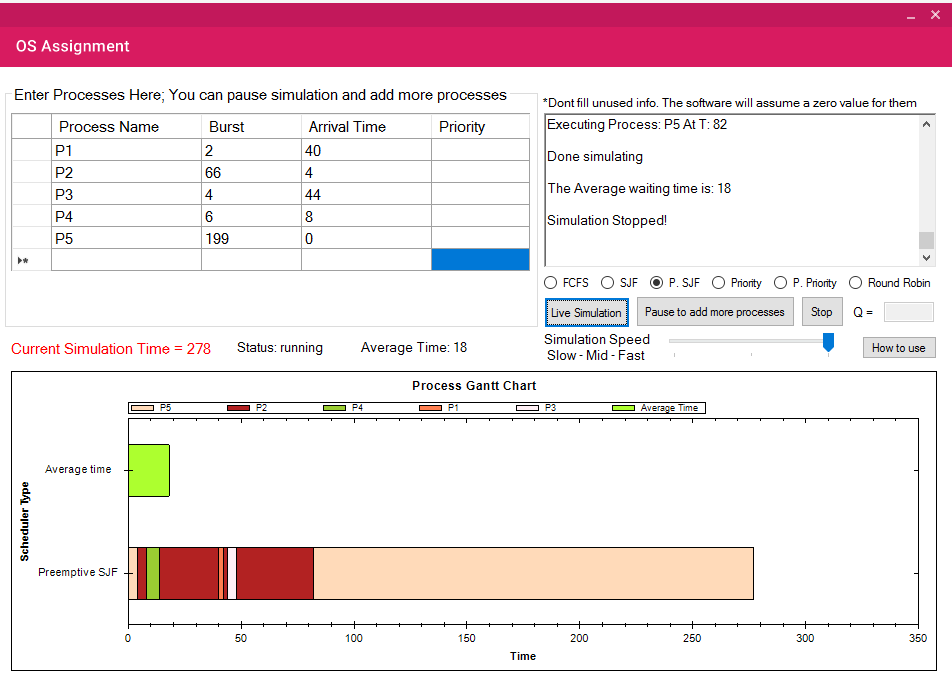 OS Assignment
Enter Processes Here; You can pause simulation and add more processes
Process Name Burst Arrival Time Priority
P1 2 40
P2 66 4
P3 4 44
P4 6 8
P5 199 0
*Dont fill unused info. The software will assume a zero value for them
Executing Process: P5 At T: 82
Done simulating
The Average waiting time is: 18
Simulation Stopped!
FCFS SJF P. SJF Priority P. Priority Round Robin
Live Simulation Pause to add more processes Stop Q =
Simulation Speed
Slow - Mid - Fast
How to use
Current Simulation Time = 278 Status: running Average Time: 18
Process Gantt Chart
P5 P2 P4 P1 P3 Average Time
Scheduler Type
Average time
Preemptive SJF
0 50 100 150 200 250 300 350
Time